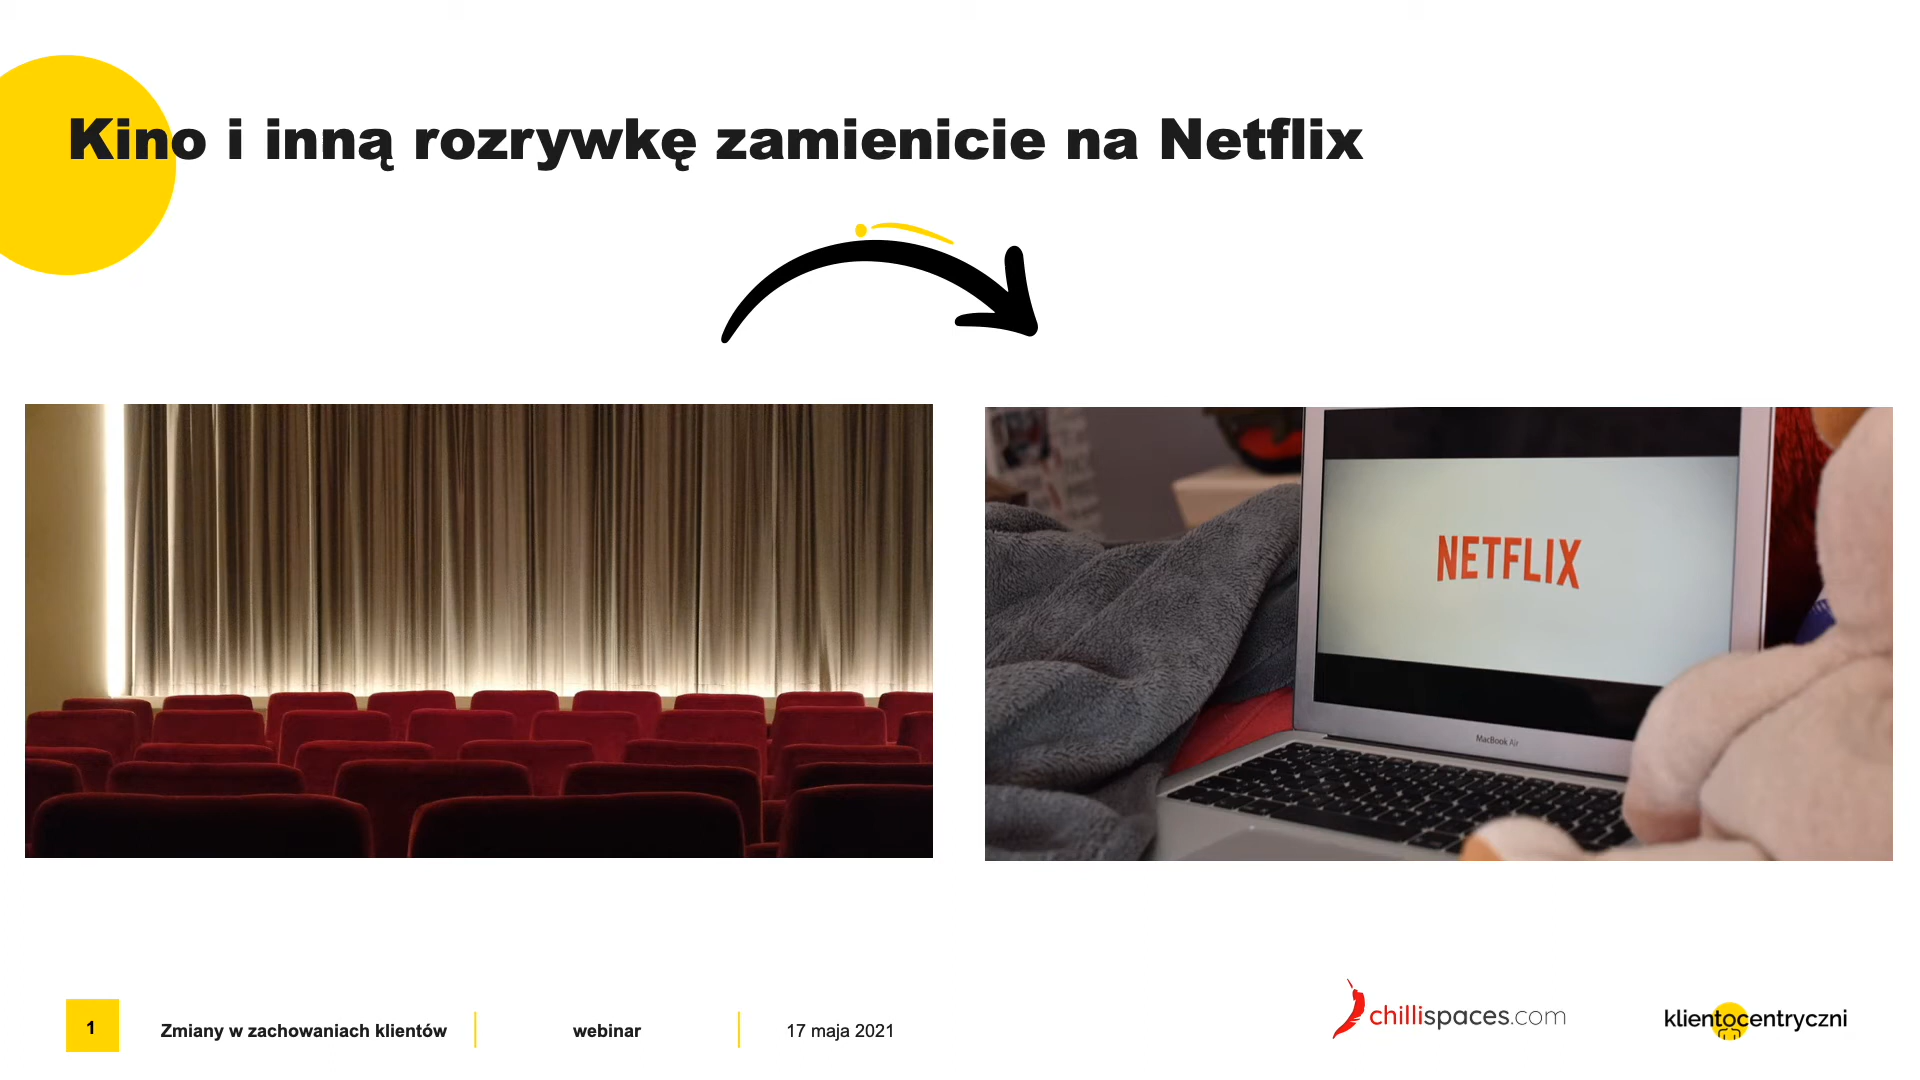 Kino i inną rozrywkę zamienicie na Netflix
NETFLIX
MacBook Air
1
Zmiany w zachowaniach klientów
webinar
17 maja 2021
chillispaces.com
klientocentryczni